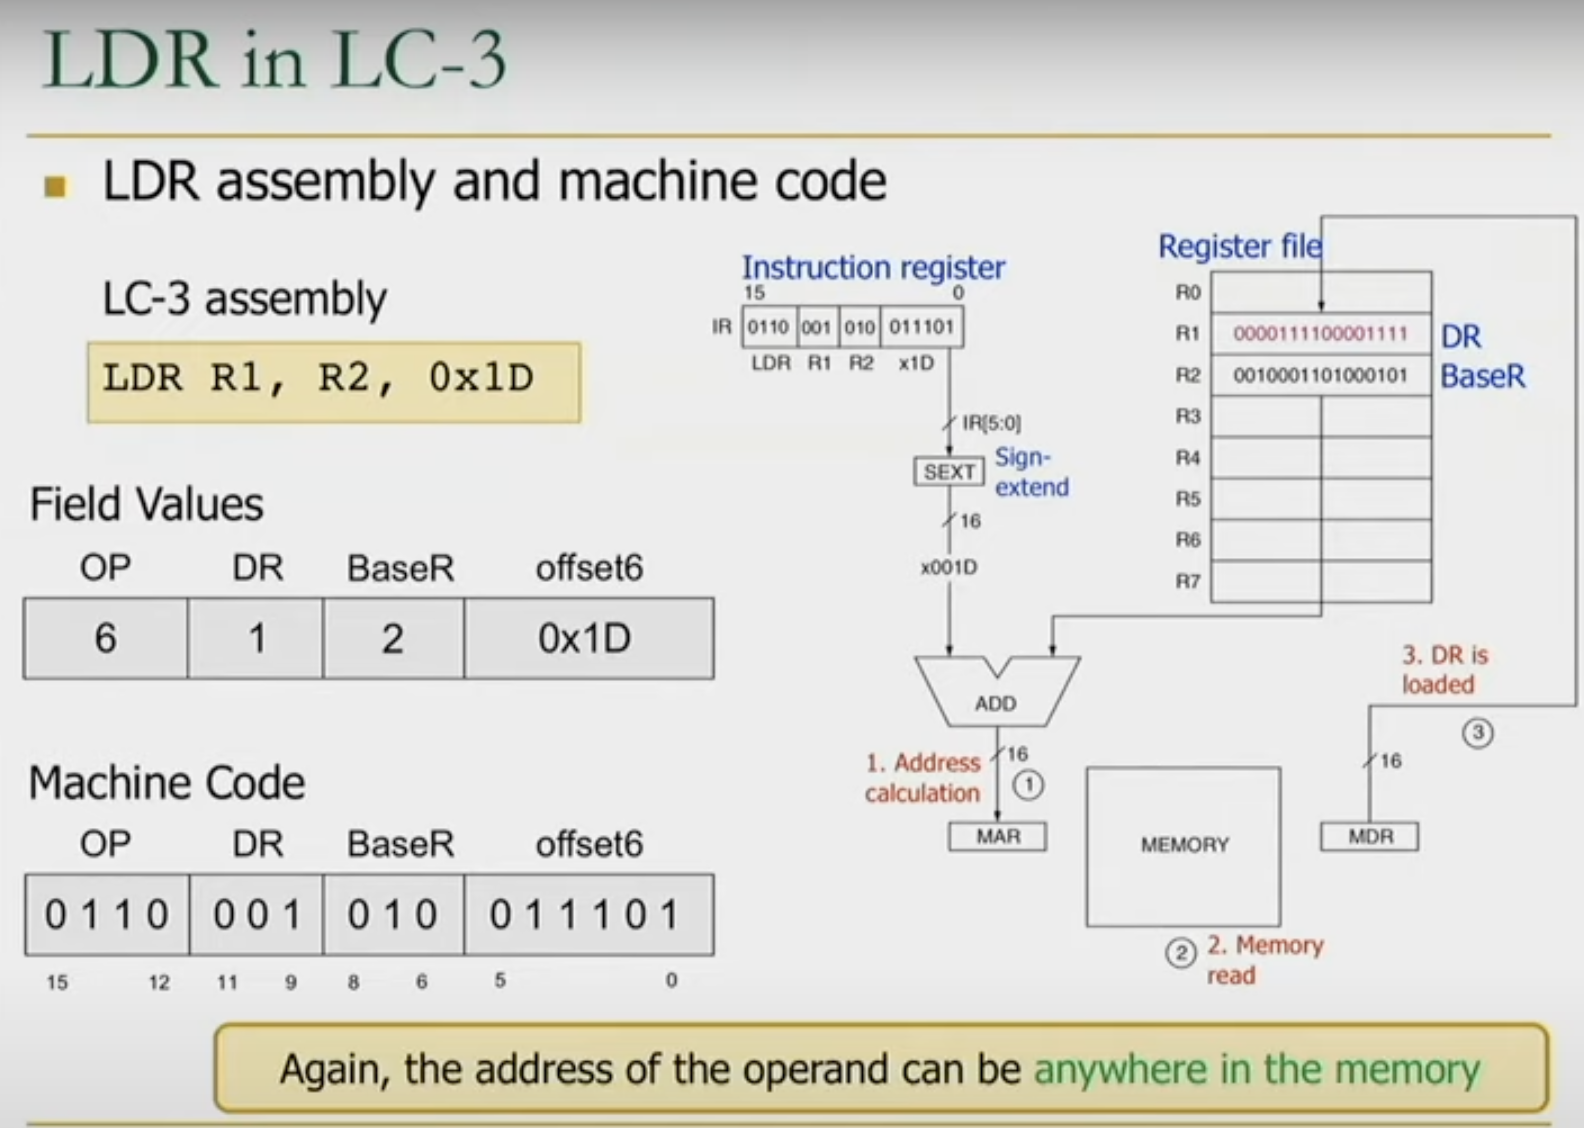 LDR in LC-3
LDR assembly and machine code
LC-3 assembly
LDR R1, R2, 0x1D
Field Values
OP DR BaseR offset6
6 1 2 0x1D
Machine Code
OP DR BaseR offset6
0 1 1 0 0 0 1 0 1 0 0 1 1 1 0 1
15 12 11 9 8 6 5 0
Instruction register
15 0
IR 0110 001 010 011101
LDR R1 R2 x1D
IR[5:0]
SEXT
Sign-
extend
16
x001D
ADD
1. Address
calculation
16
1
MAR
Register file
R0
R1 0000111100001111 DR
R2 0010001101000101 BaseR
R3
R4
R5
R6
R7
3. DR is
loaded
3
16
MEMORY
MDR
2
2. Memory
read
Again, the address of the operand can be anywhere in the memory